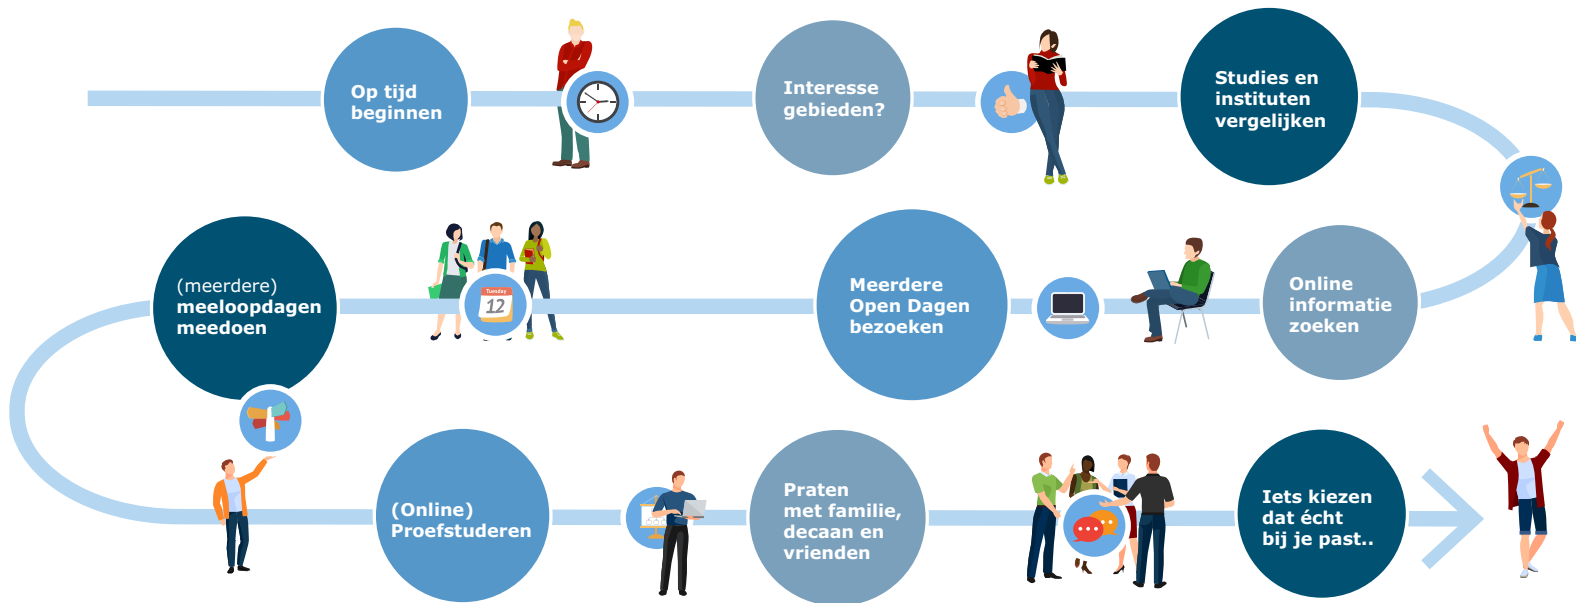 Op tijd
beginnen
Interesse
gebieden?
Studies en
instituten
vergelijken
Online
informatie
zoeken
Meerdere
Open Dagen
bezoeken
Tuesday
12
(meerdere)
meeloopdagen
meedoen
(Online)
Proefstuderen
Praten
met familie,
decaan en
vrienden
Iets kiezen
dat écht
bij je past..